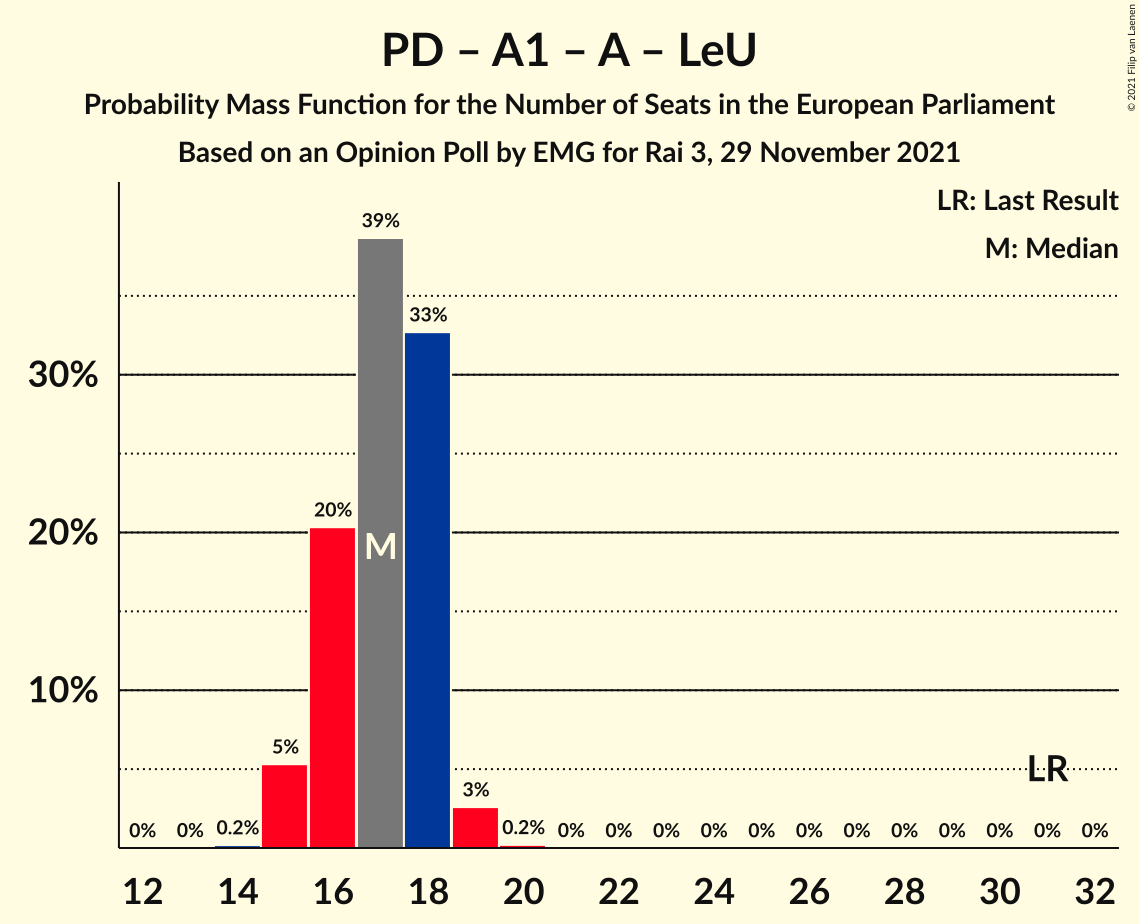 PD – A1 – A – LeU
Probability Mass Function for the Number of Seats in the European Parliament
Based on an Opinion Poll by EMG for Rai 3, 29 November 2021
© 2021 Filip van Laenen
LR: Last Result
M: Median
39%
33%
30%
20%
M
20%
10%
5%
LR
3%
0% 0% 0.2% 0.2% 0% 0% 0% 0% 0% 0% 0% 0% 0% 0% 0% 0%
12 14 16 18 20 22 24 26 28 30 32